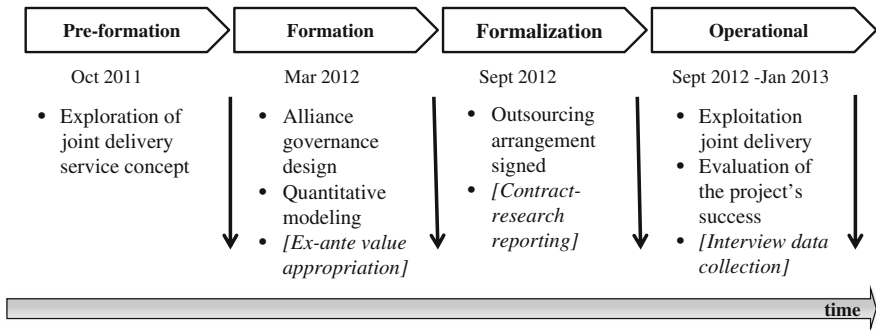 Pre-formation
Formation
Formalization
Operational
Oct 2011
Mar 2012
Sept 2012
Sept 2012 -Jan 2013
• Exploration of
joint delivery
service concept
• Alliance
governance
design
• Quantitative
modeling
• [Ex-ante value
appropriation]
• Outsourcing
arrangement
signed
• [Contract-
research
reporting]
• Exploitation
joint delivery
• Evaluation of
the project's
success
• [Interview data
collection]
time